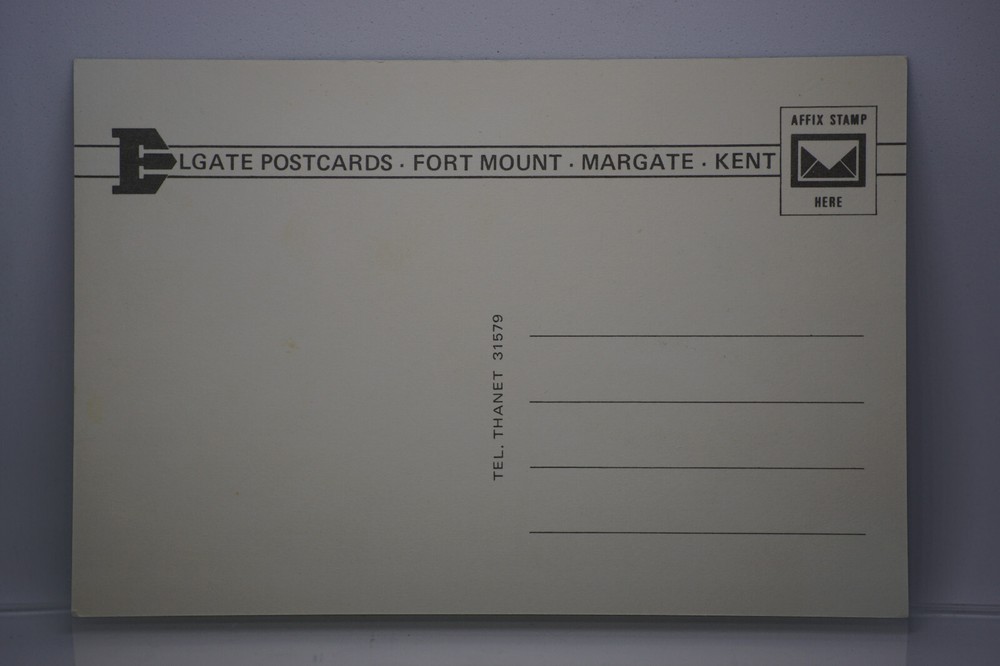 ELGATE POSTCARDS · FORT MOUNT · MARGATE · KENT
AFFIX STAMP
HERE
TEL. THANET 31579